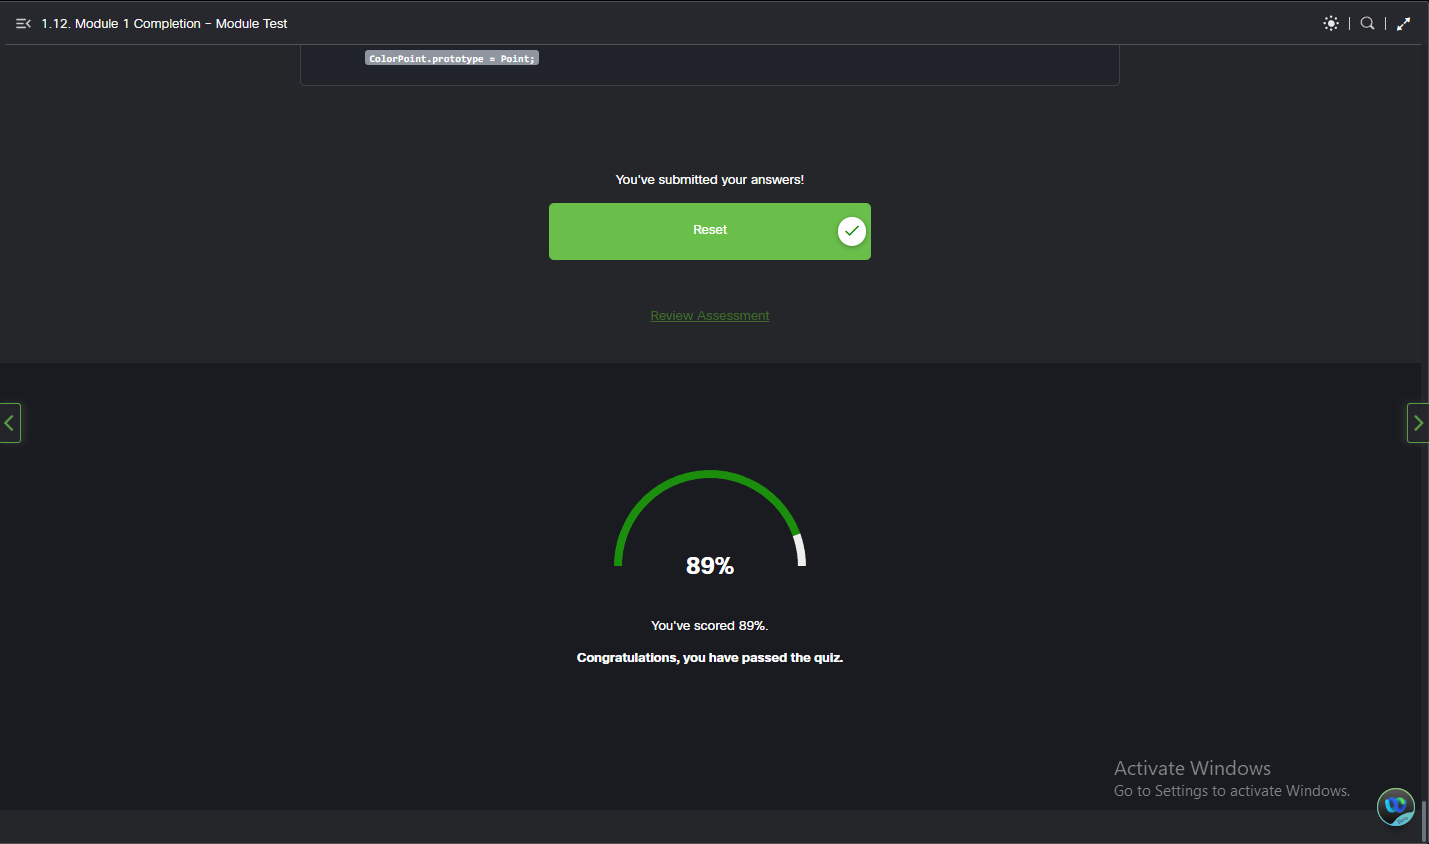 1.12. Module 1 Completion – Module Test
ColorPoint.prototype = Point;
You've submitted your answers!
Reset
Review Assessment
89%
You've scored 89%.
Congratulations, you have passed the quiz.
Activate Windows
Go to Settings to activate Windows.